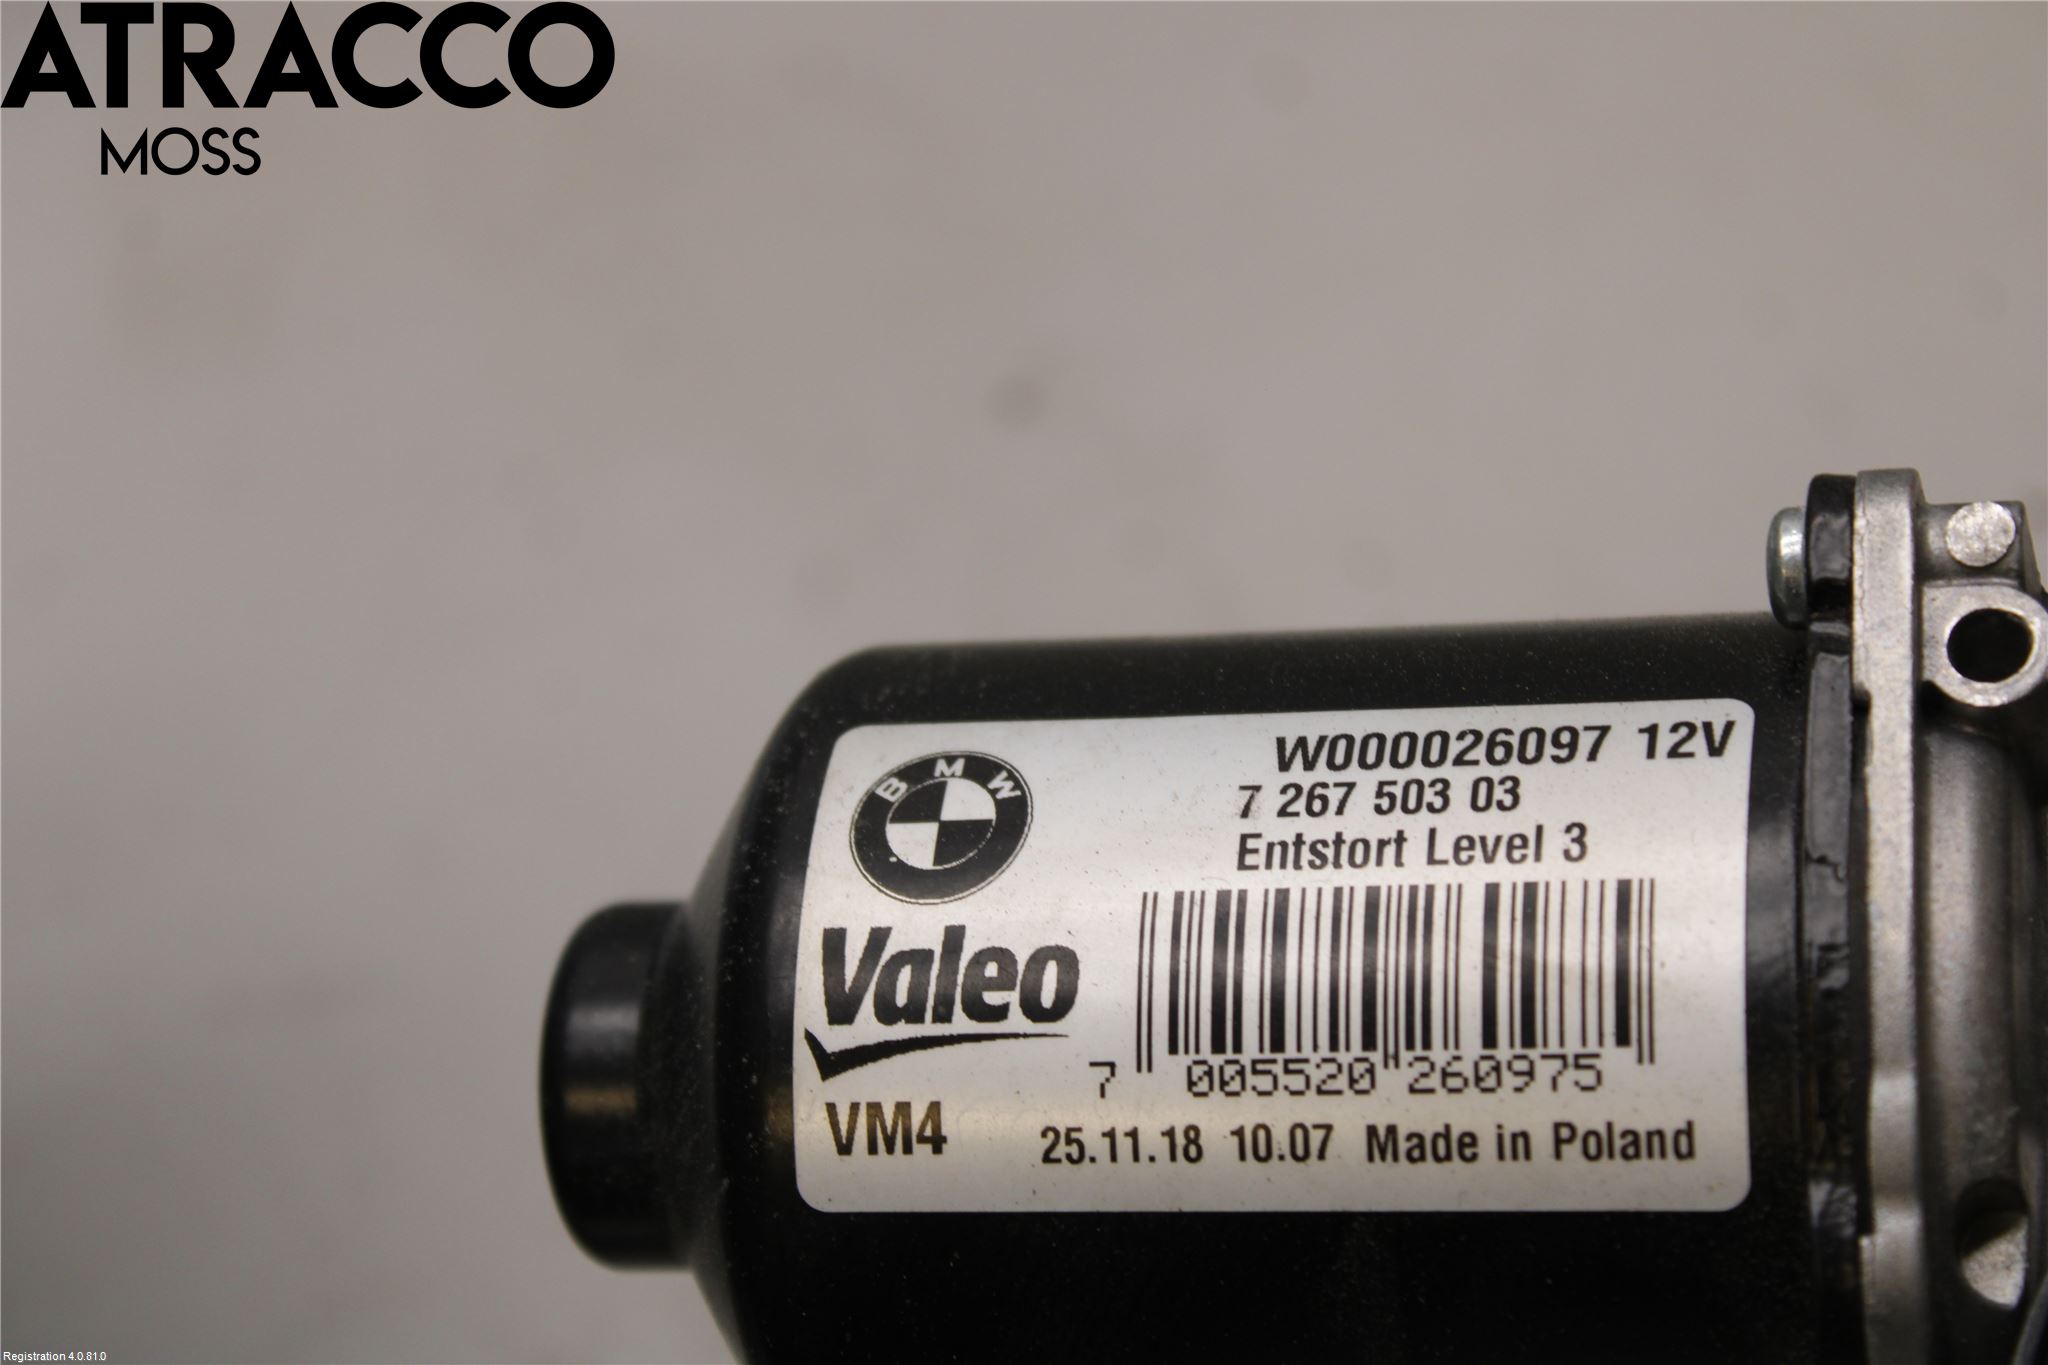 ATRACCO
MOSS
W000026097 12V
7 267 503 03
Entstort Level 3
BMW
Valeo
7 005520 260975
VM4
25.11.18 10.07 Made in Poland
Registration 4.0.81.0